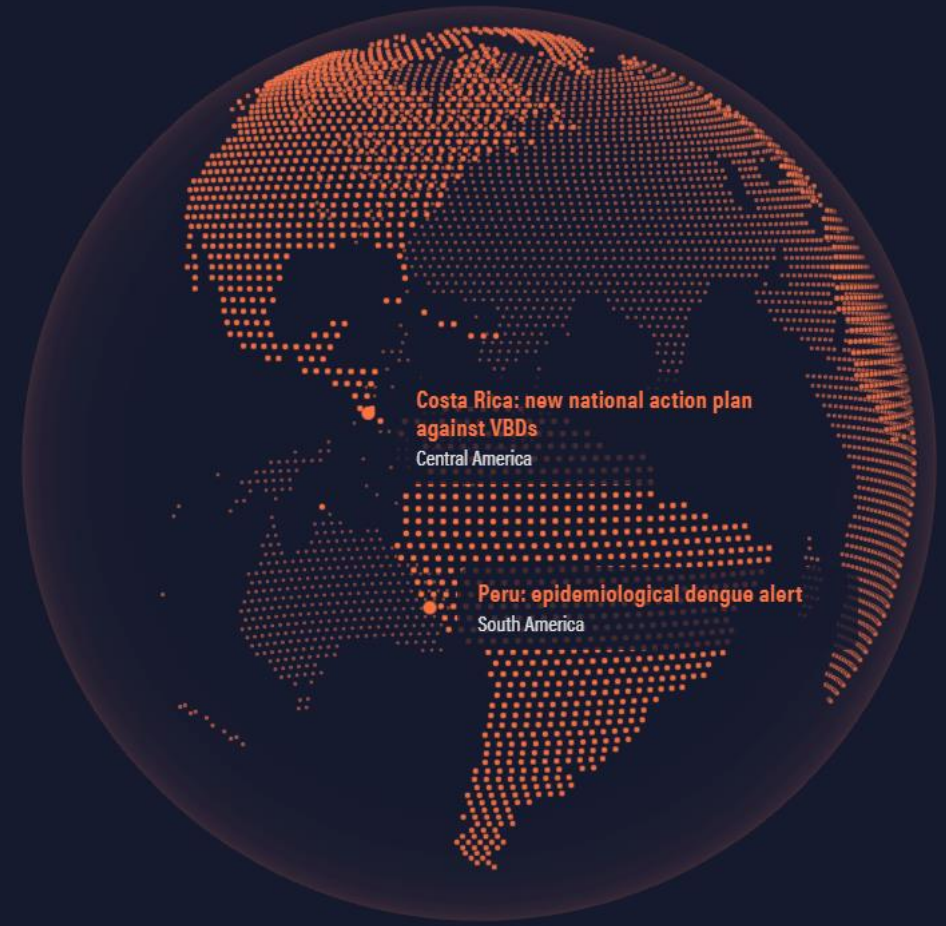 Costa Rica: new national action plan
against VBDs
Central America
Peru: epidemiological dengue alert
South America